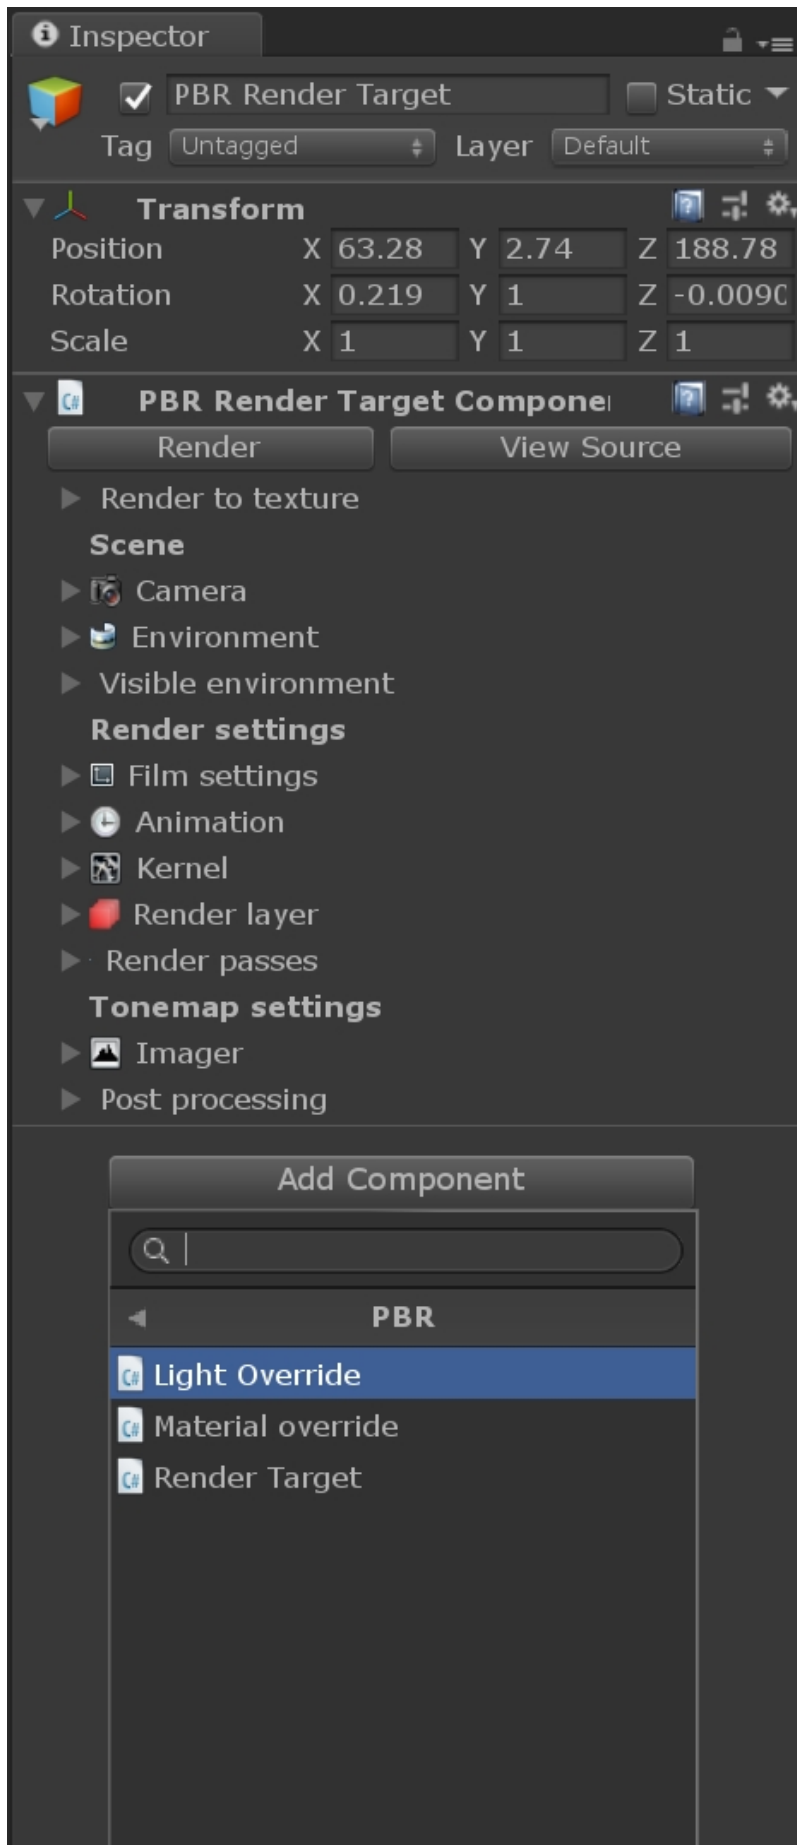 Inspector
PBR Render Target Static
Tag Untagged Layer Default
Transform
Position X 63.28 Y 2.74 Z 188.78
Rotation X 0.219 Y 1 Z -0.0090
Scale X 1 Y 1 Z 1
PBR Render Target Compone
Render View Source
Render to texture
Scene
Camera
Environment
Visible environment
Render settings
Film settings
Animation
Kernel
Render layer
Render passes
Tonemap settings
Imager
Post processing
Add Component
PBR
C# Light Override
C# Material override
C# Render Target